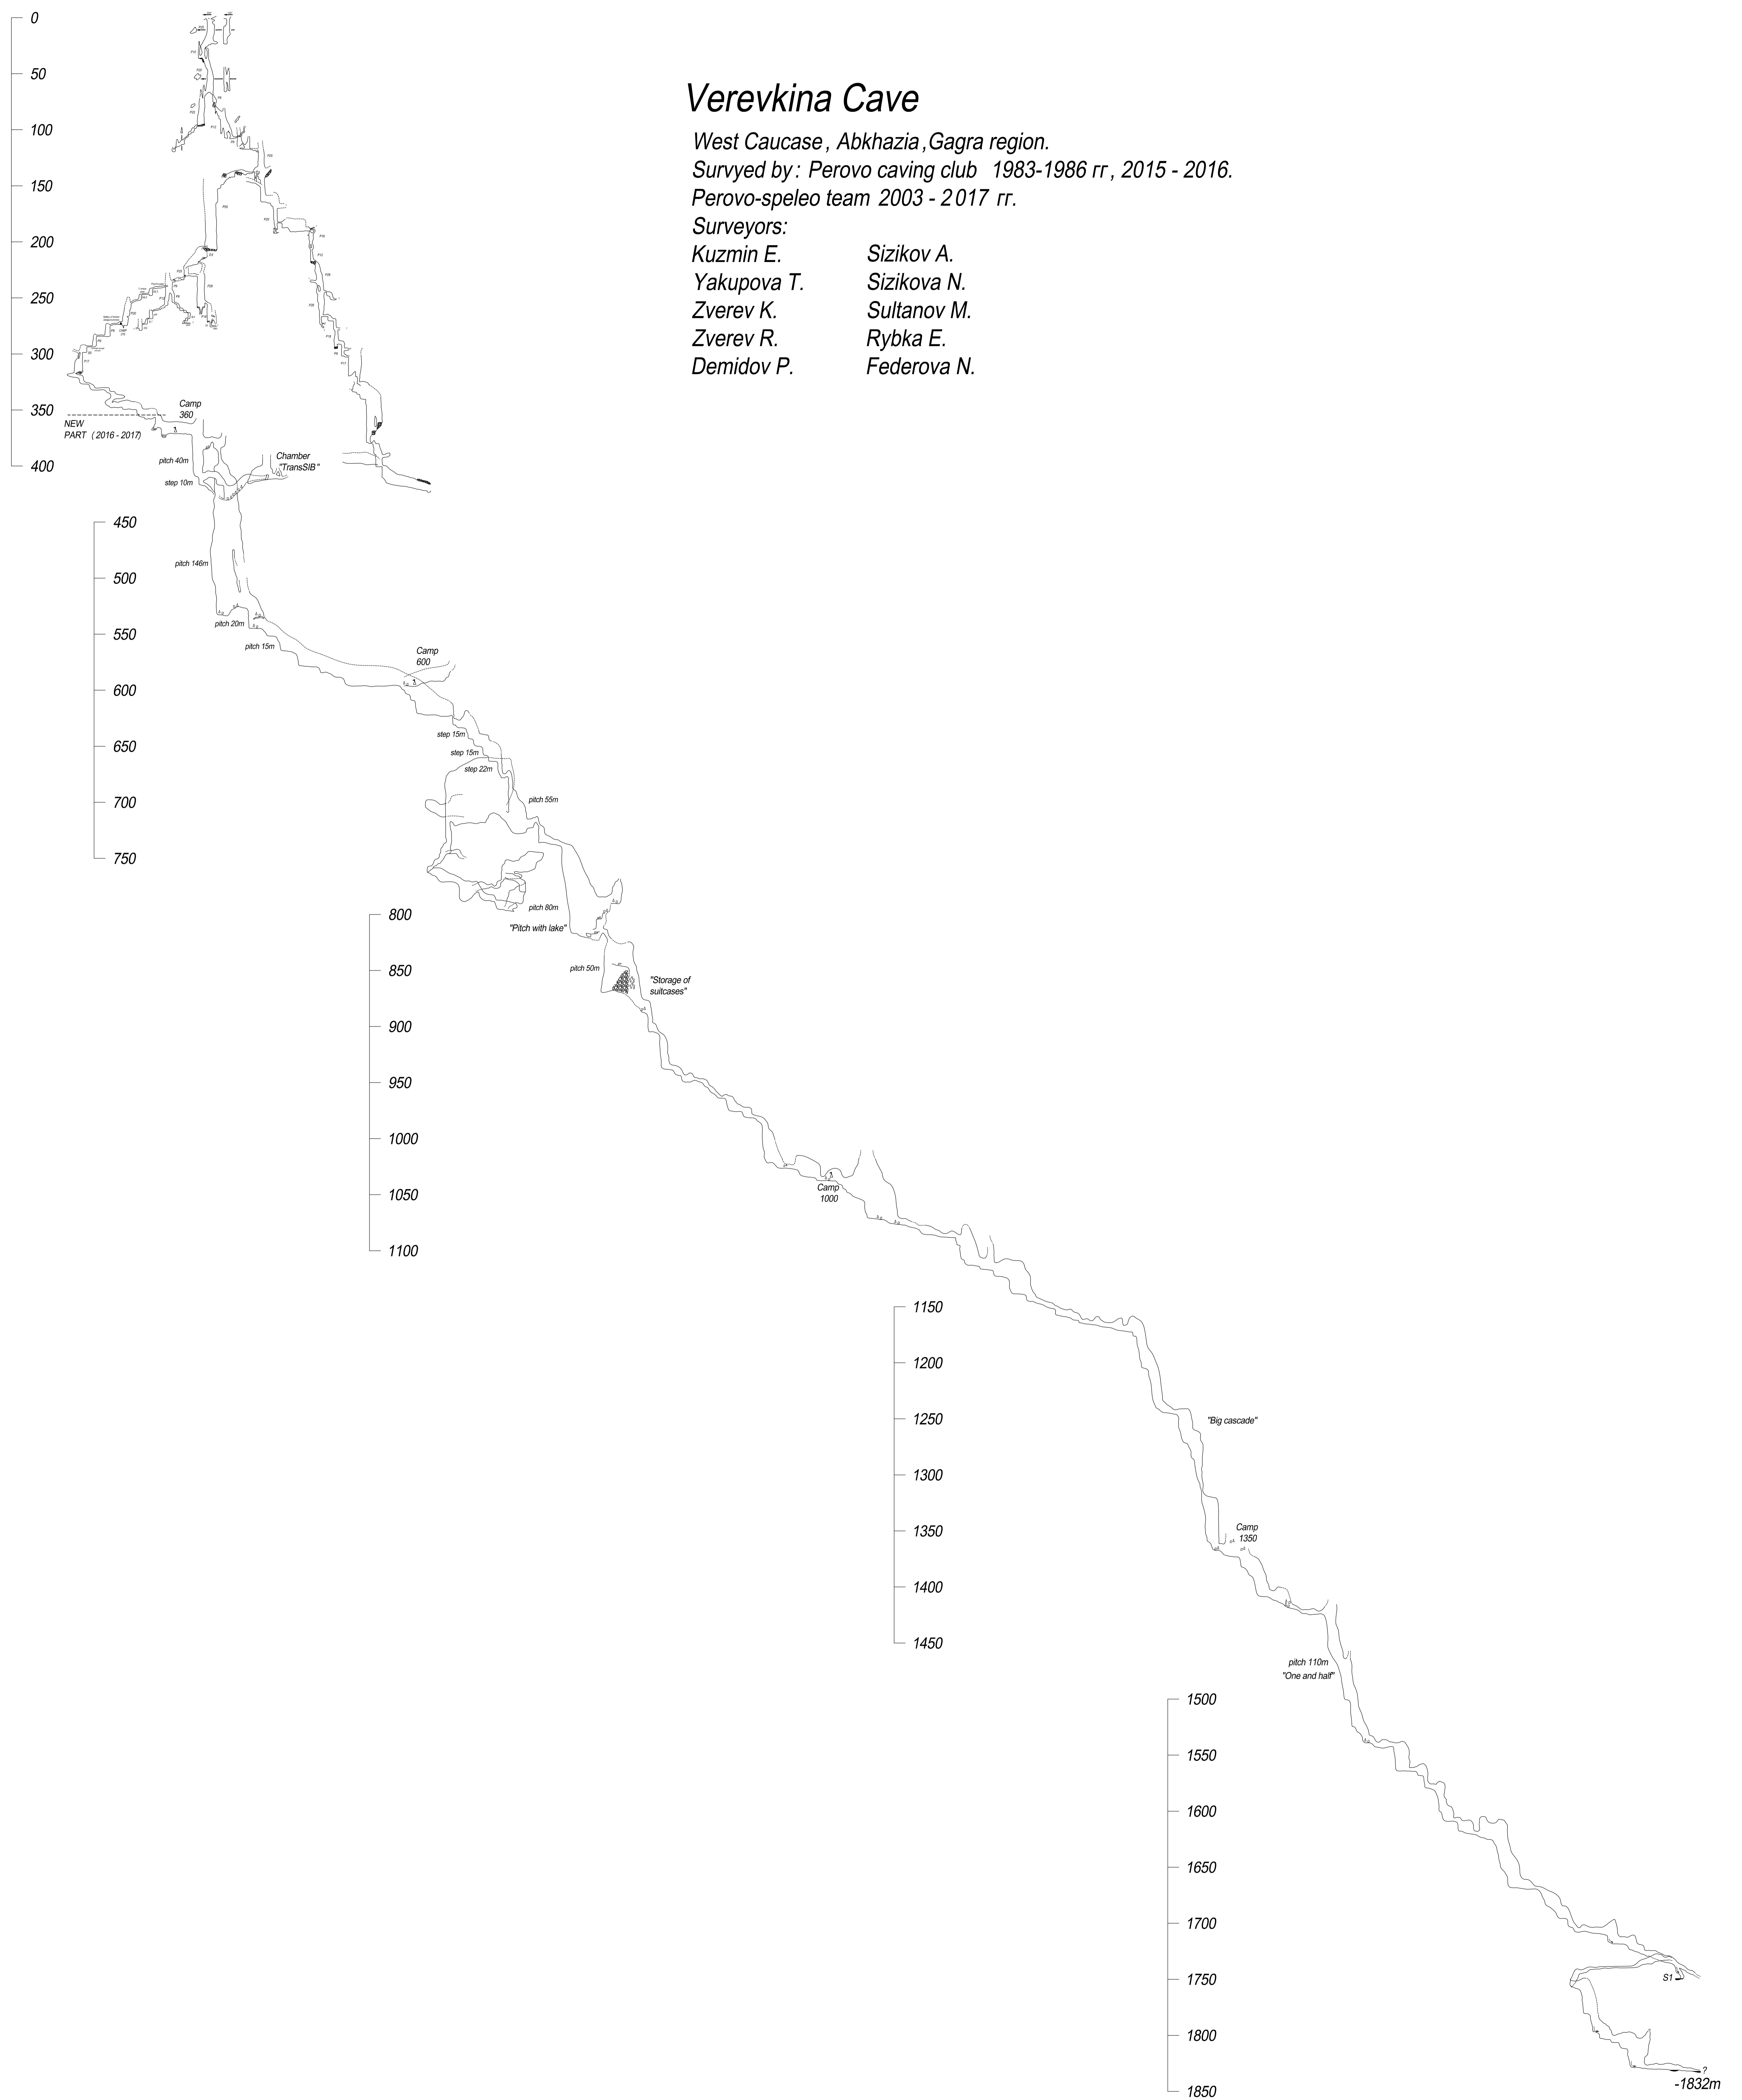 Verevkina Cave
West Caucase, Abkhazia, Gagra region.
Survyed by: Perovo caving club 1983-1986 гг, 2015 - 2016.
Perovo-speleo team 2003 - 2017 гг.
Surveyors:
Kuzmin E. Sizikov A.
Yakupova T. Sizikova N.
Zverev K. Sultanov M.
Zverev R. Rybka E.
Demidov P. Federova N.
0
50
100
150
200
250
300
350
400
Camp
360
NEW
PART (2016 - 2017)
pitch 40m
step 10m
Chamber
"TransSIB"
450
500
550
600
650
700
750
pitch 146m
pitch 20m
pitch 15m
Camp
600
step 15m
step 15m
step 22m
pitch 55m
pitch 80m
"Pitch with lake"
pitch 50m
"Storage of
suitcases"
800
850
900
950
1000
1050
1100
Camp
1000
1150
1200
1250
1300
1350
1400
1450
"Big cascade"
Camp
1350
pitch 110m
"One and half"
1500
1550
1600
1650
1700
1750
1800
1850
S1
?
-1832m